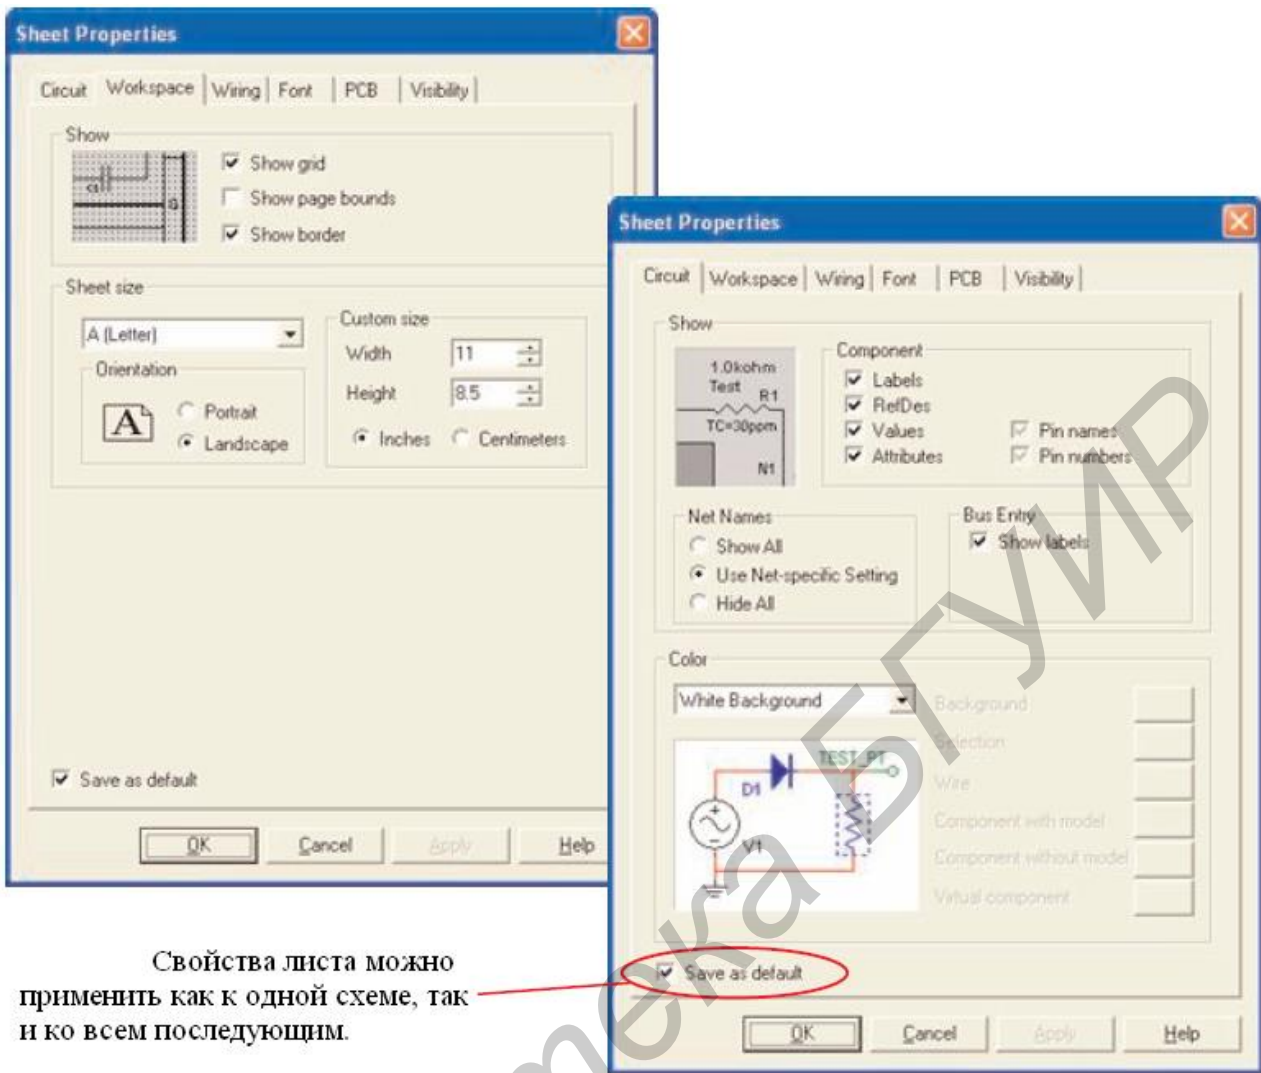 Sheet Properties
Circuit Workspace Wiring Font PCB Visibility
Show
C1
G
Show grid
Show page bounds
Show border
Sheet size
A (Letter)
Orientation
A
Portrait
Landscape
Custom size
Width 11
Height 8.5
Inches Centimeters
Save as default
OK Cancel Apply Help
Sheet Properties
Circuit Workspace Wiring Font PCB Visibility
Show
1.0kohm
Test
R1
TC=30ppm
N1
Component
Labels
RefDes
Values
Attributes
Pin names
Pin numbers
Net Names
Show All
Use Net-specific Setting
Hide All
Bus Entry
Show labels
Color
White Background
TEST_PT
D1
V1
Background
Selection
Wire
Component with model
Component without model
Virtual component
Save as default
OK Cancel Apply Help
Свойства листа можно
применить как к одной схеме, так
и ко всем последующим.
тека БГУИР